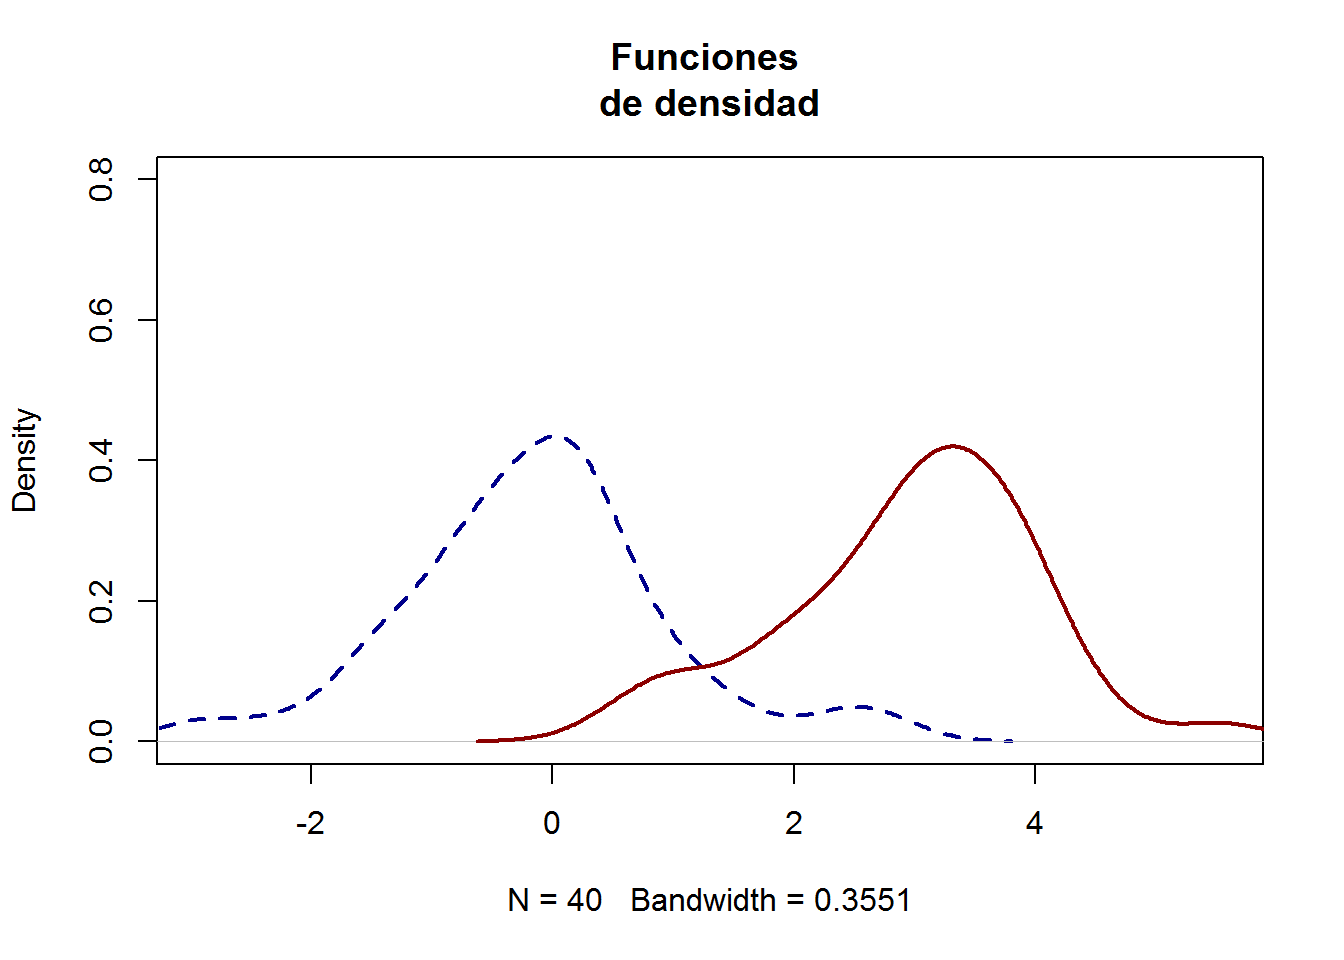 Funciones
de densidad
0.8
0.6
0.4
0.2
0.0
Density
-2 0 2 4
N = 40 Bandwidth = 0.3551